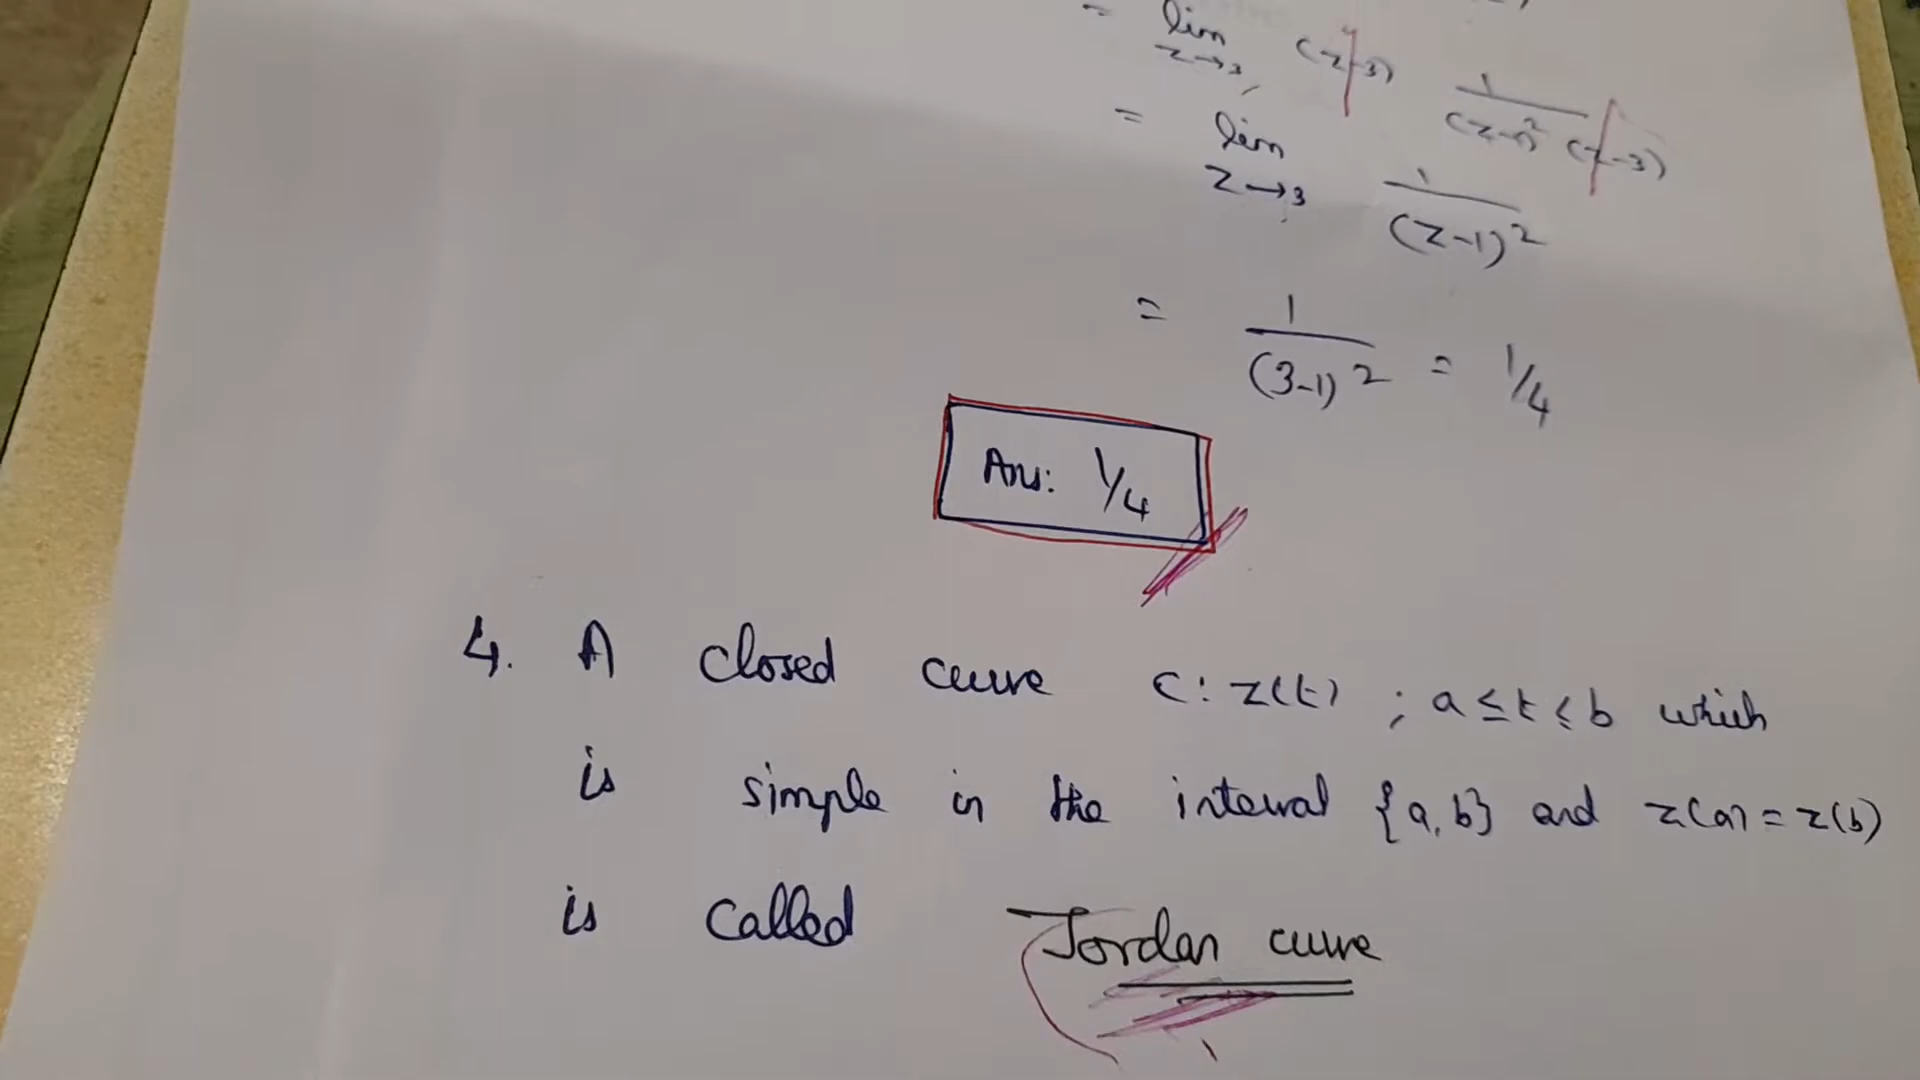 = lim z→3 (z-3) 1/(z-1)² (z-3)
= lim z→3 1/(z-1)²
= 1/(3-1)² = 1/4
Ans: 1/4
4. A closed curve C: z(t) ; a ≤ t ≤ b which
is simple in the interval {a, b} and z(a) = z(b)
is called Jordan curve